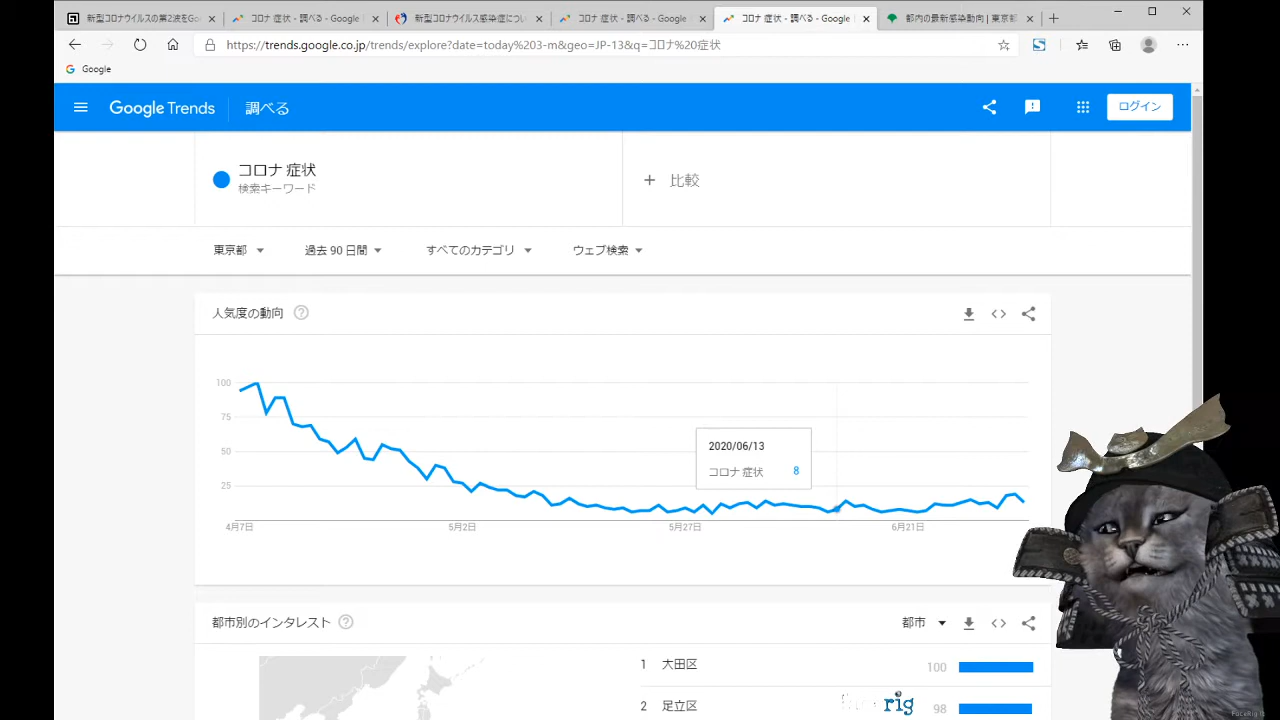 新型コロナウイルスの第2波をGo
コロナ 症状 - 調べる - Google
新型コロナウイルス感染症につい
コロナ 症状 - 調べる - Google
コロナ 症状 - 調べる - Google
都内の最新感染動向 | 東京都
https://trends.google.co.jp/trends/explore?date=today%203-m&geo=JP-13&q=コロナ%20症状
Google
Google Trends
調べる
ログイン
コロナ 症状
検索キーワード
+ 比較
東京都
過去 90 日間
すべてのカテゴリ
ウェブ検索
人気度の動向
100
75
50
25
2020/06/13
コロナ 症状 8
4月7日
5月2日
5月27日
6月21日
都市別のインタレスト
都市
1 大田区 100
2 足立区 98
rig
FaceRig